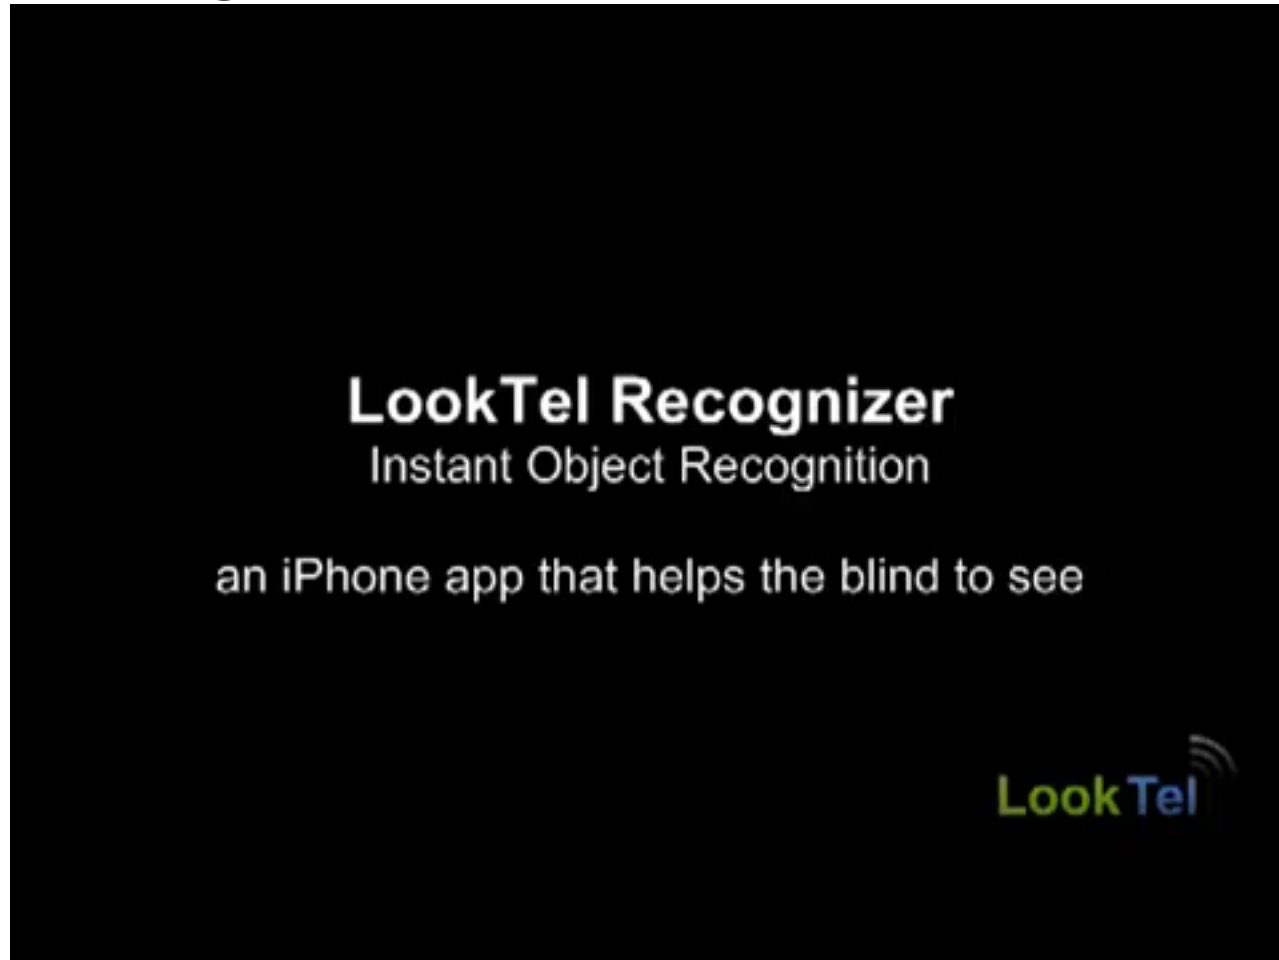 LookTel Recognizer
Instant Object Recognition
an iPhone app that helps the blind to see
LookTel